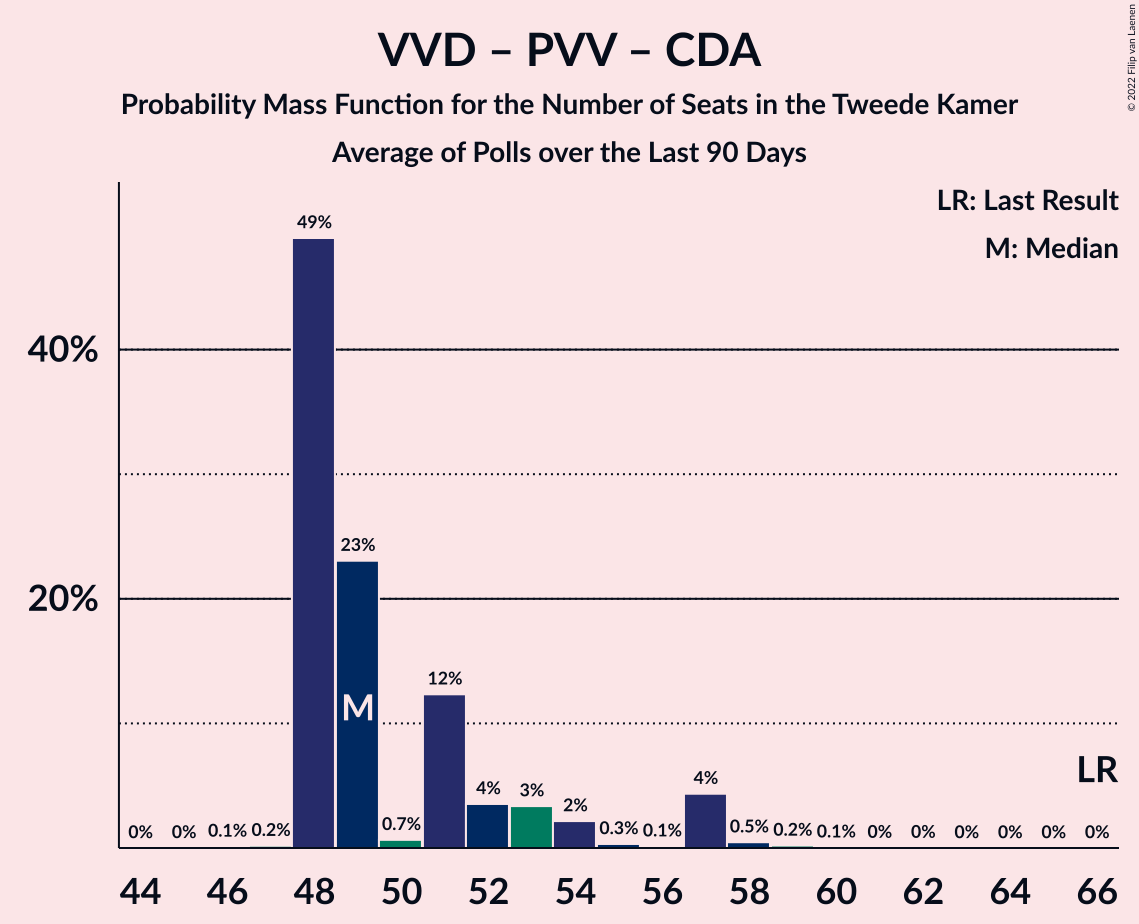 VVD – PVV – CDA
Probability Mass Function for the Number of Seats in the Tweede Kamer
Average of Polls over the Last 90 Days
© 2022 Filip van Laenen
LR: Last Result
M: Median
40%
20%
0% 0% 0.1% 0.2% 49% 23% 0.7% 12% 4% 3% 2% 0.3% 0.1% 4% 0.5% 0.2% 0.1% 0% 0% 0% 0% 0% 0%
M
LR
44 46 48 50 52 54 56 58 60 62 64 66